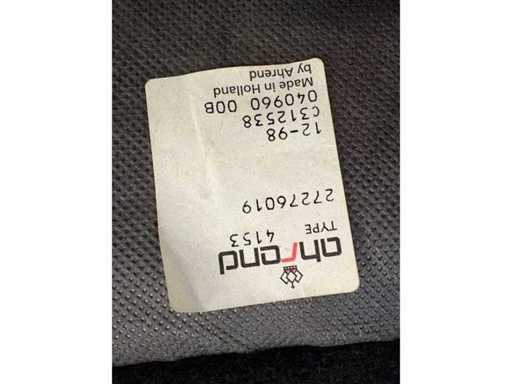 ahrend
TYPE 4153
27276019
12-98
C312538
040960 00B
Made in Holland
by Ahrend